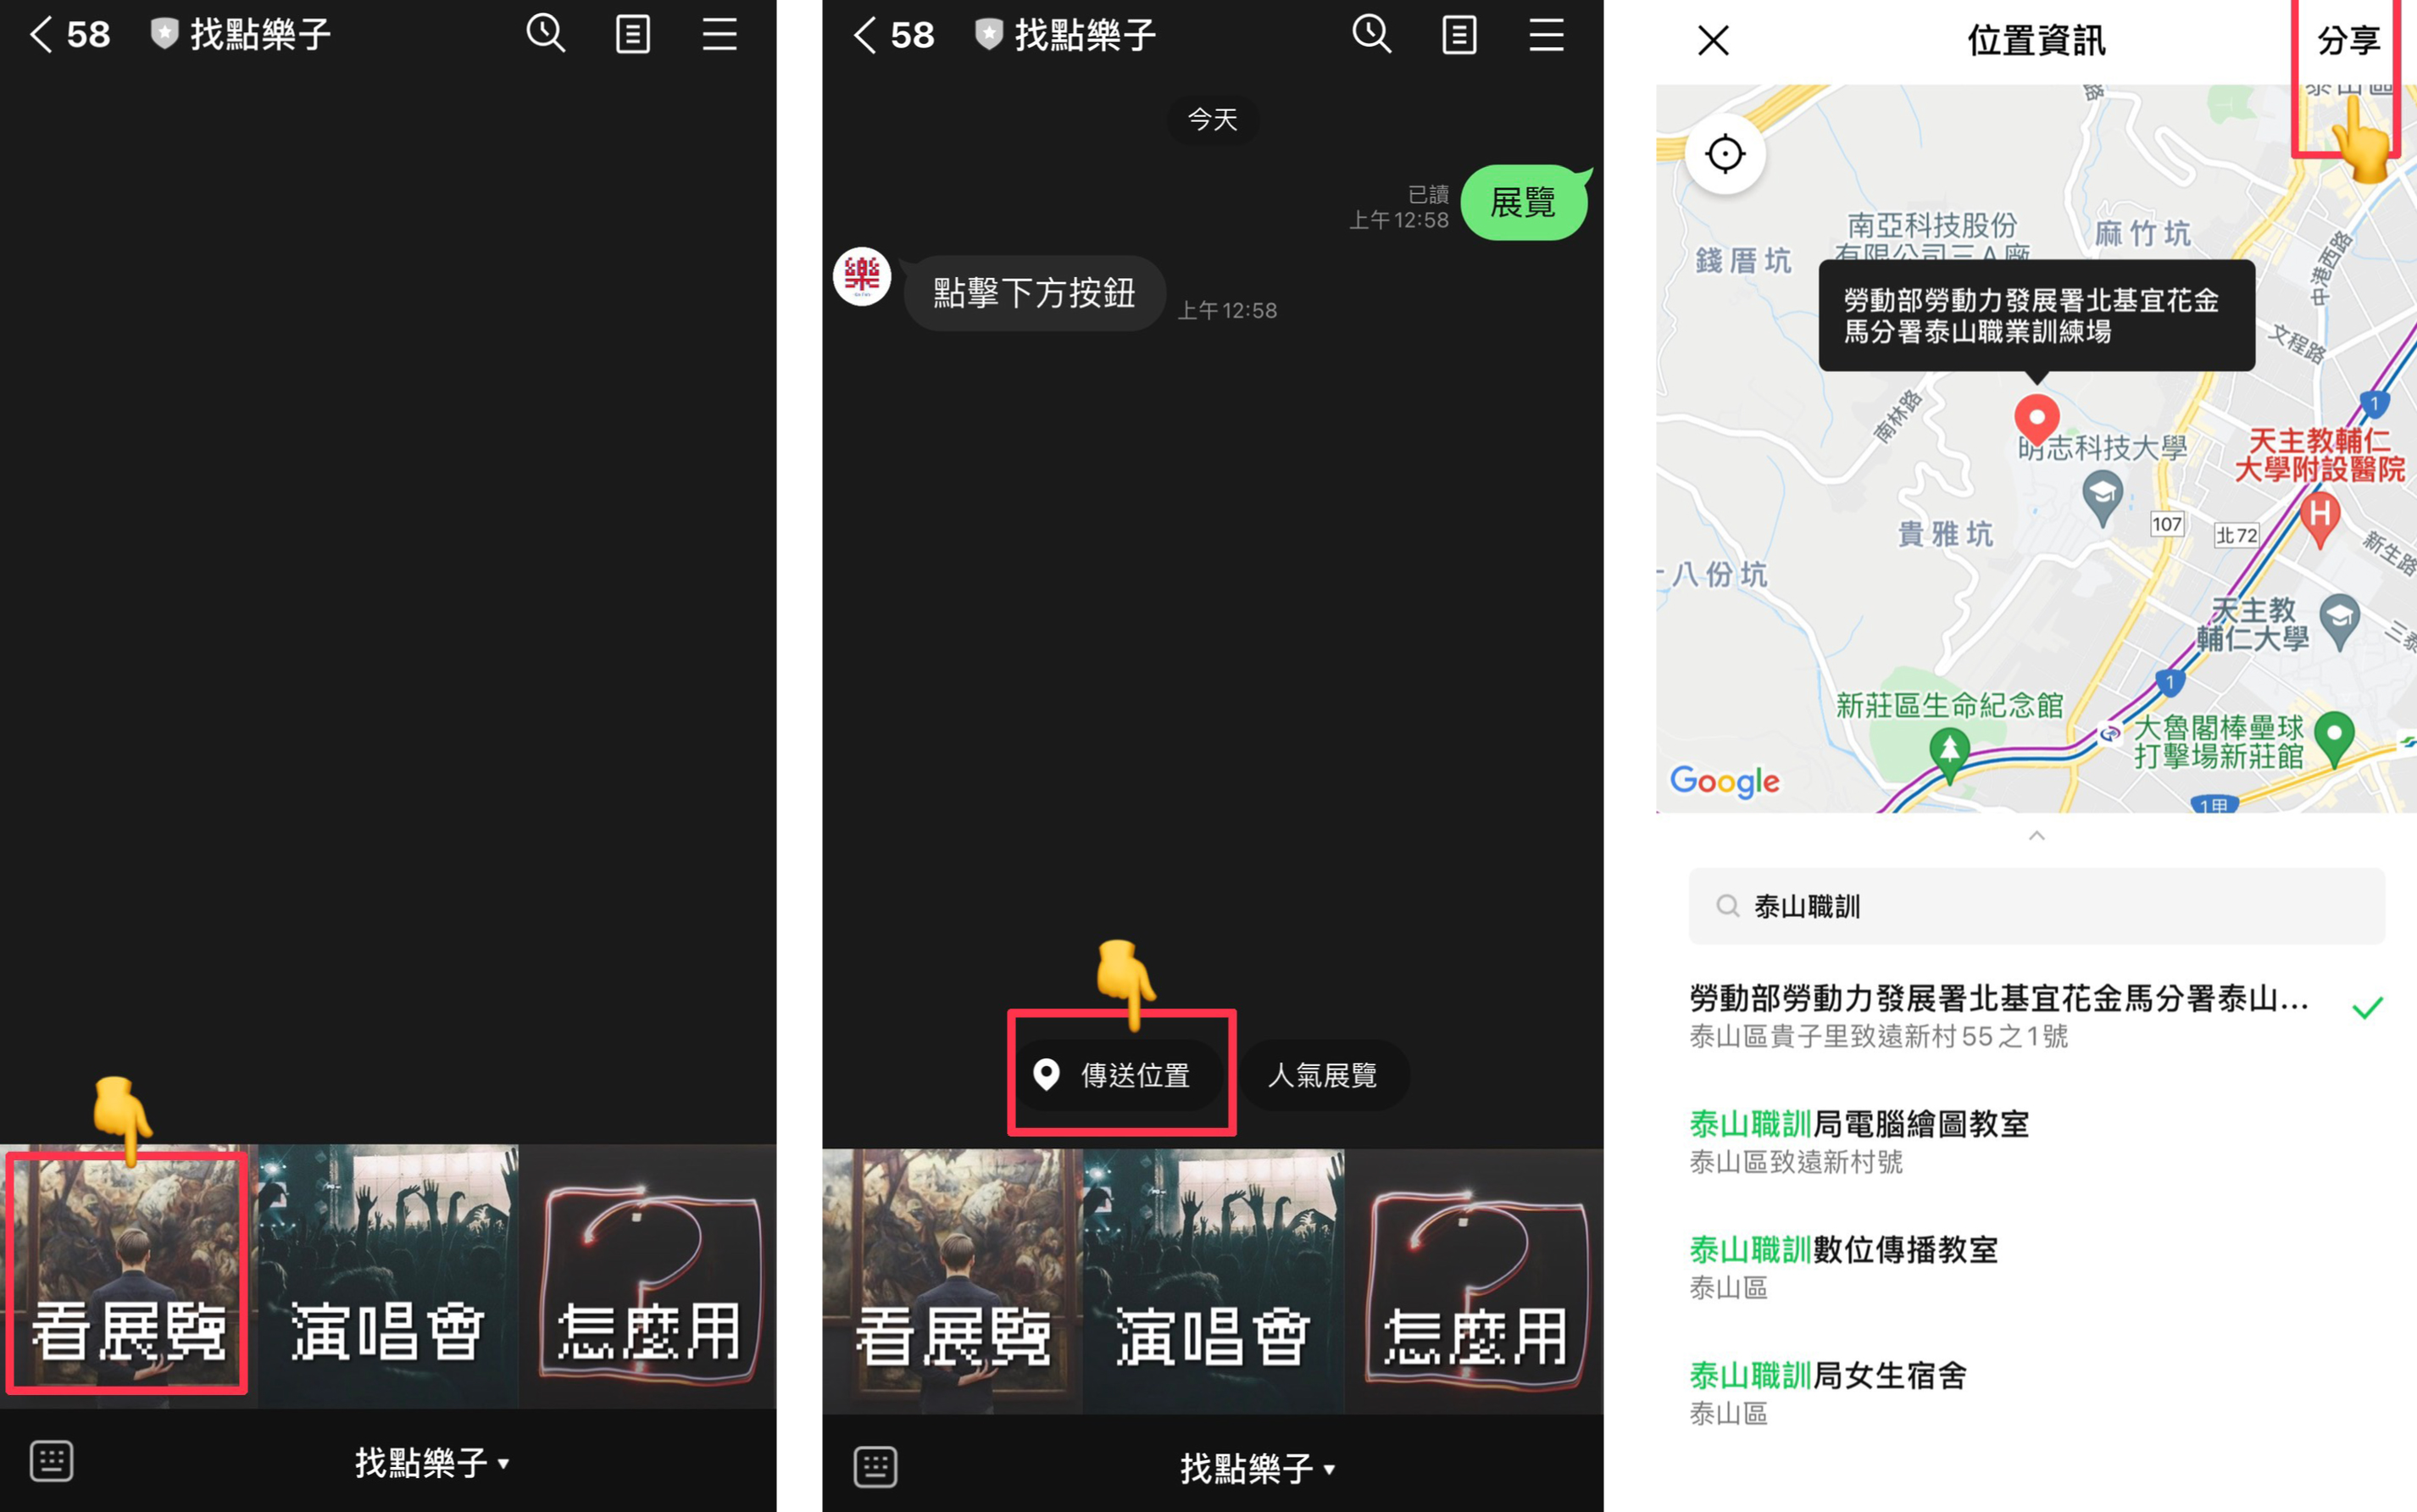 58 找點樂子
看展覽
演唱會
怎麼用
找點樂子
58 找點樂子
今天
展覽
已讀
上午12:58
點擊下方按鈕
上午12:58
傳送位置
人氣展覽
看展覽
演唱會
怎麼用
找點樂子
位置資訊
分享
泰山區
路
南亞科技股份
有限公司三A廠
麻竹坑
錢厝坑
中港西路
勞動部勞動力發展署北基宜花金
馬分署泰山職業訓練場
文程路
南林路
1
明志科技大學
天主教輔仁
大學附設醫院
H
107
北72
貴雅坑
新生路
八份坑
天主教
輔仁大學
三泰
1
新莊區生命紀念館
大魯閣棒壘球
打擊場新莊館
Google
1甲
泰山職訓
勞動部勞動力發展署北基宜花金馬分署泰山...
泰山區貴子里致遠新村55之1號
泰山職訓局電腦繪圖教室
泰山區致遠新村號
泰山職訓數位傳播教室
泰山區
泰山職訓局女生宿舍
泰山區